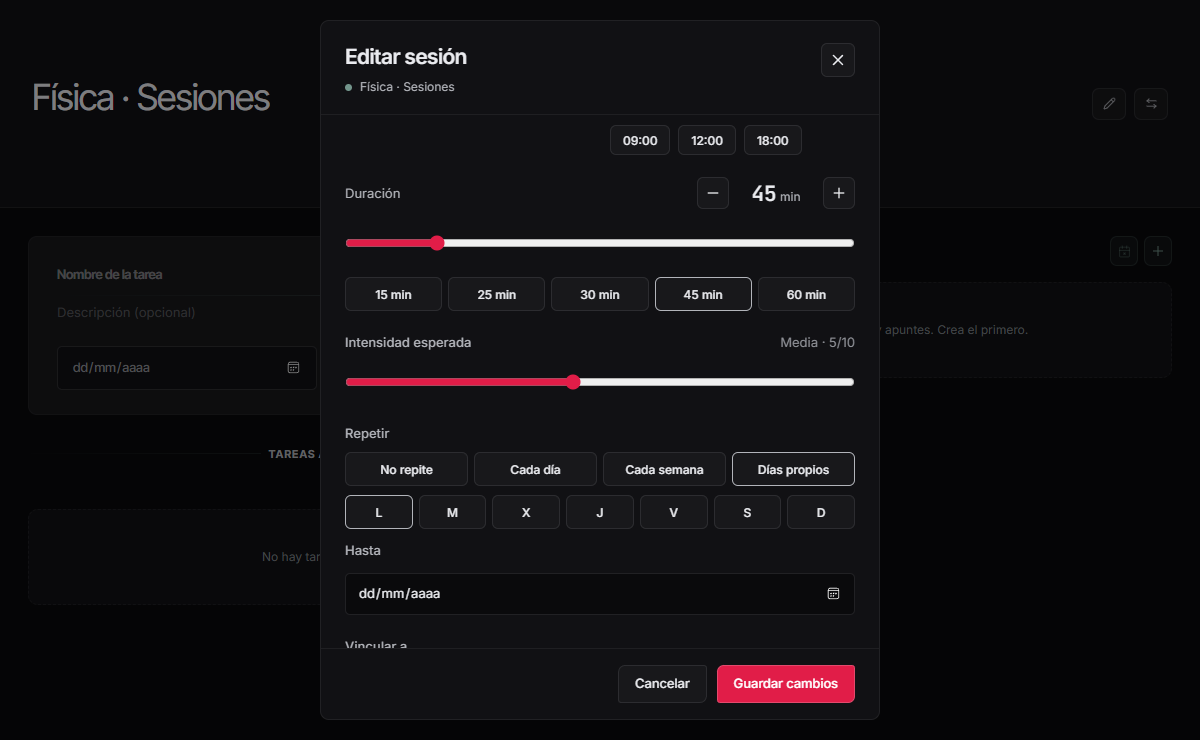 Física · Sesiones
Editar sesión
Física · Sesiones
09:00 12:00 18:00
Duración
45 min
15 min 25 min 30 min 45 min 60 min
Intensidad esperada Media · 5/10
Repetir
No repite Cada día Cada semana Días propios
L M X J V S D
Hasta
dd/mm/aaaa
Vincular a
Cancelar Guardar cambios
Nombre de la tarea
Descripción (opcional)
dd/mm/aaaa
TAREAS
No hay
apuntes. Crea el primero.